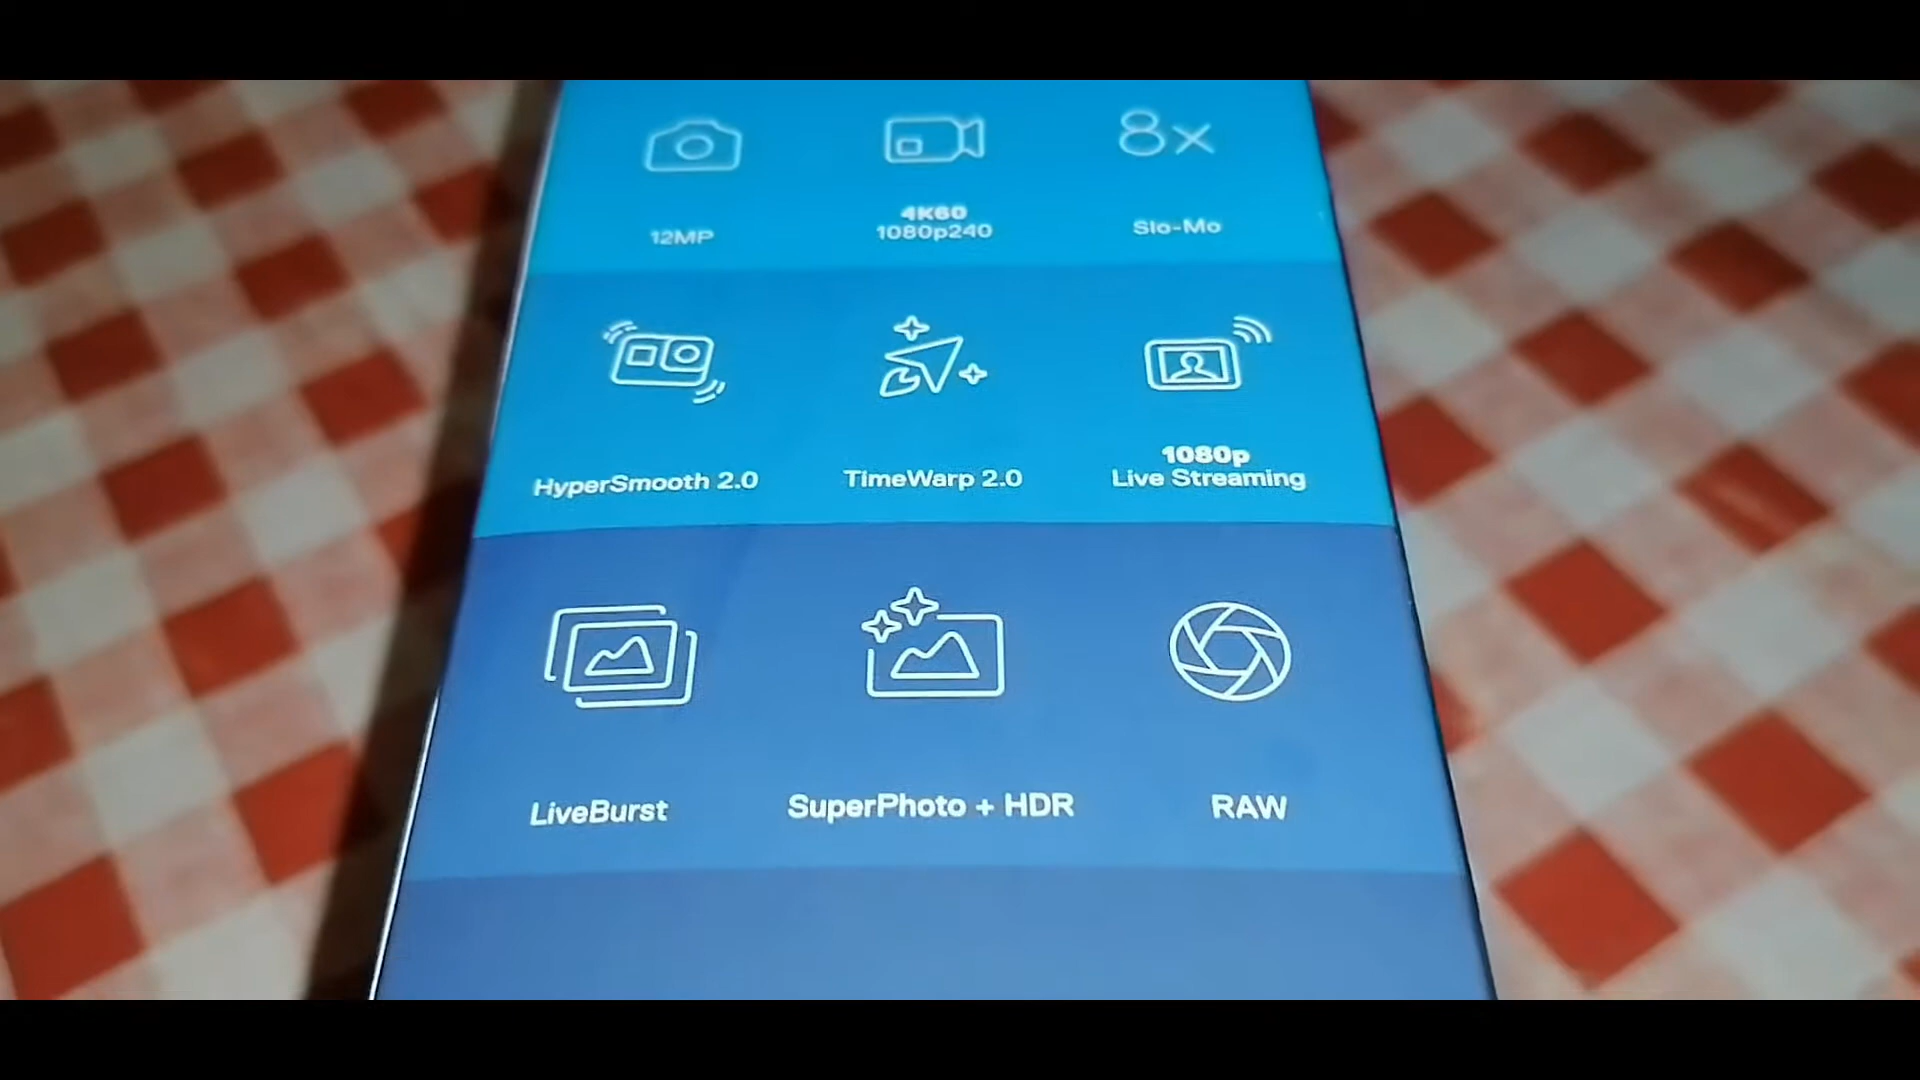 8x
12MP
4K60
1080p240
Slo-Mo
HyperSmooth 2.0
TimeWarp 2.0
1080p
Live Streaming
LiveBurst
SuperPhoto + HDR
RAW